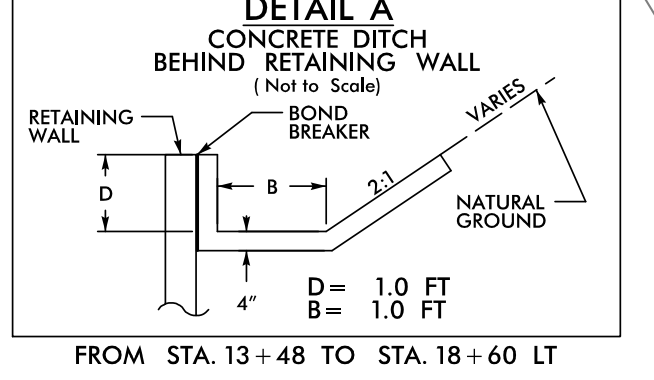 DETAIL A
CONCRETE DITCH
BEHIND RETAINING WALL
( Not to Scale)
RETAINING
WALL
BOND
BREAKER
VARIES
D
B
2:1
NATURAL
GROUND
4"
D= 1.0 FT
B= 1.0 FT
FROM STA. 13+48 TO STA. 18+60 LT